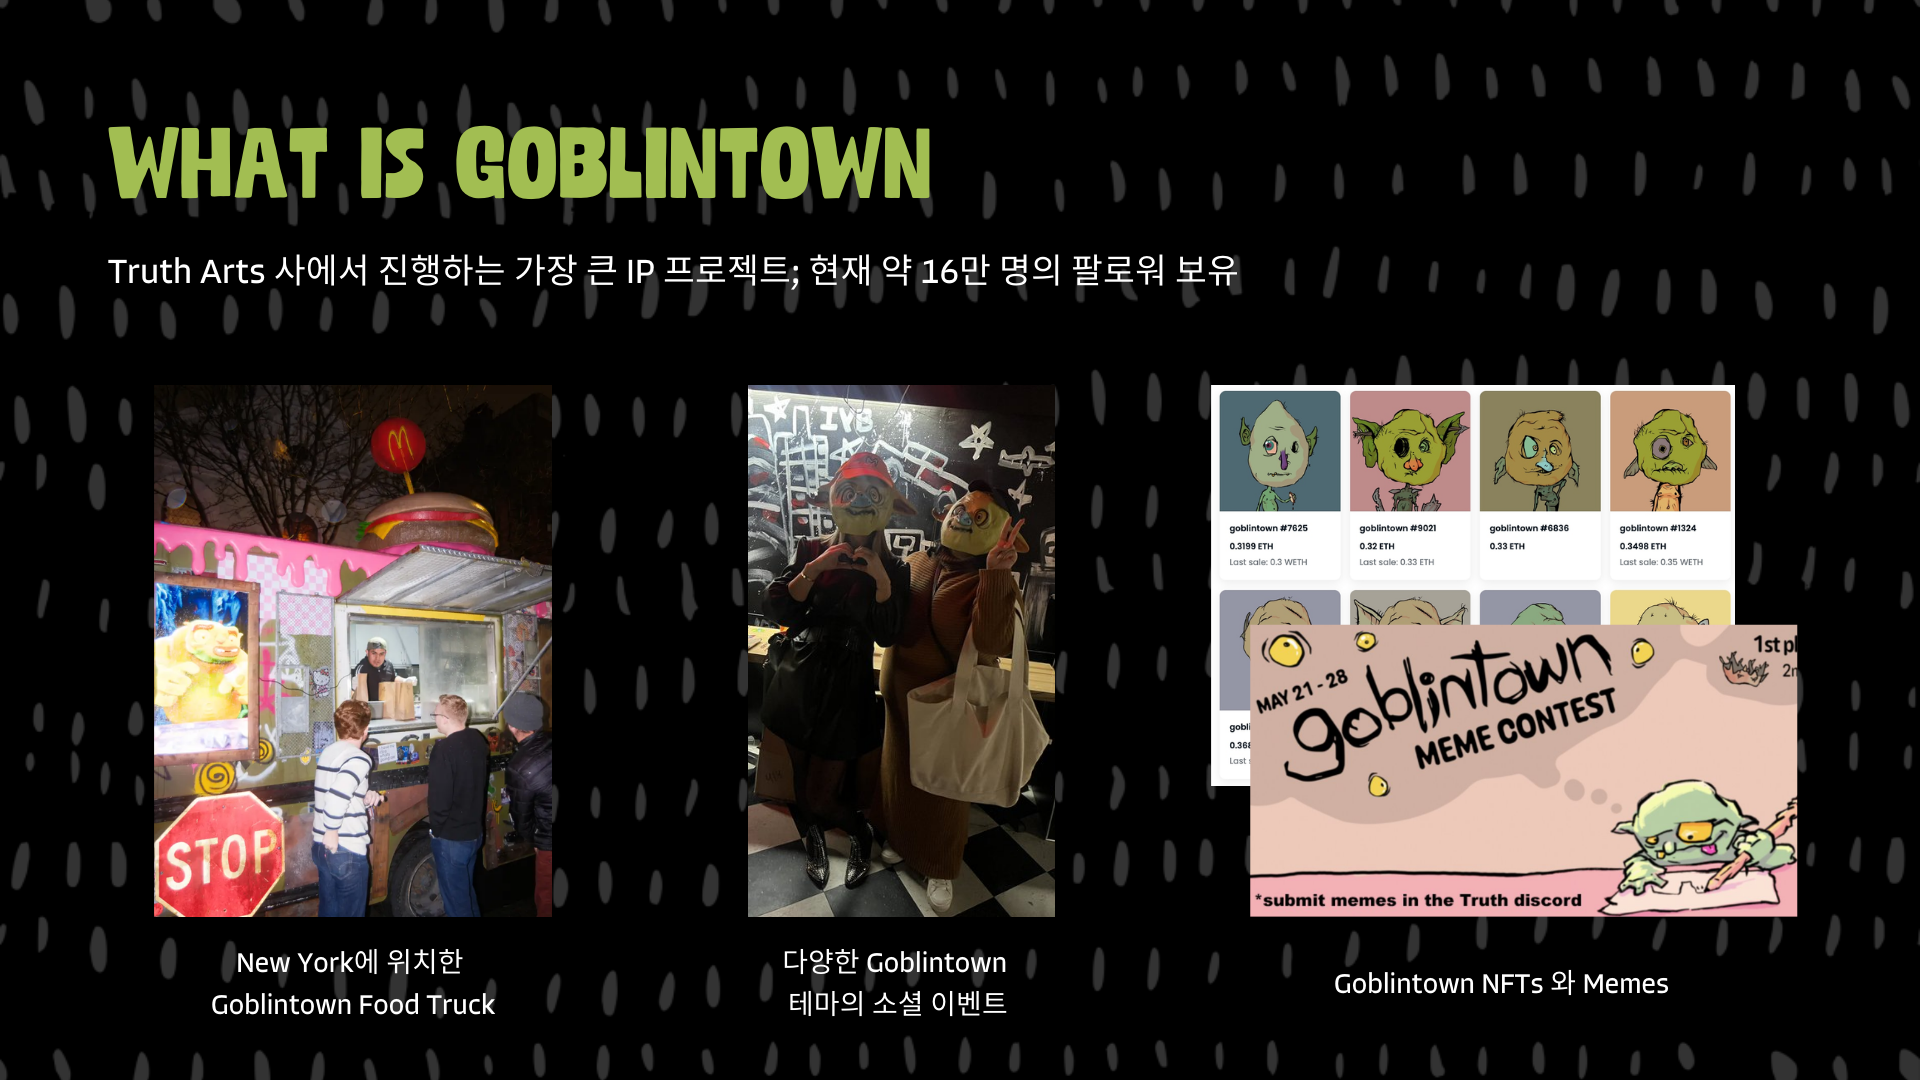 WHAT IS GOBLINTOWN
Truth Arts 사에서 진행하는 가장 큰 IP 프로젝트; 현재 약 16만 명의 팔로워 보유
STOP
IYB
goblintown #7625
0.3199 ETH
Last sale: 0.3 WETH
goblintown #9021
0.32 ETH
Last sale: 0.33 ETH
goblintown #6836
0.33 ETH
goblintown #1324
0.3498 ETH
Last sale: 0.35 WETH
MAY 21-28
goblintown
MEME CONTEST
1st pl
*submit memes in the Truth discord
New York에 위치한
Goblintown Food Truck
다양한 Goblintown
테마의 소셜 이벤트
Goblintown NFTs 와 Memes